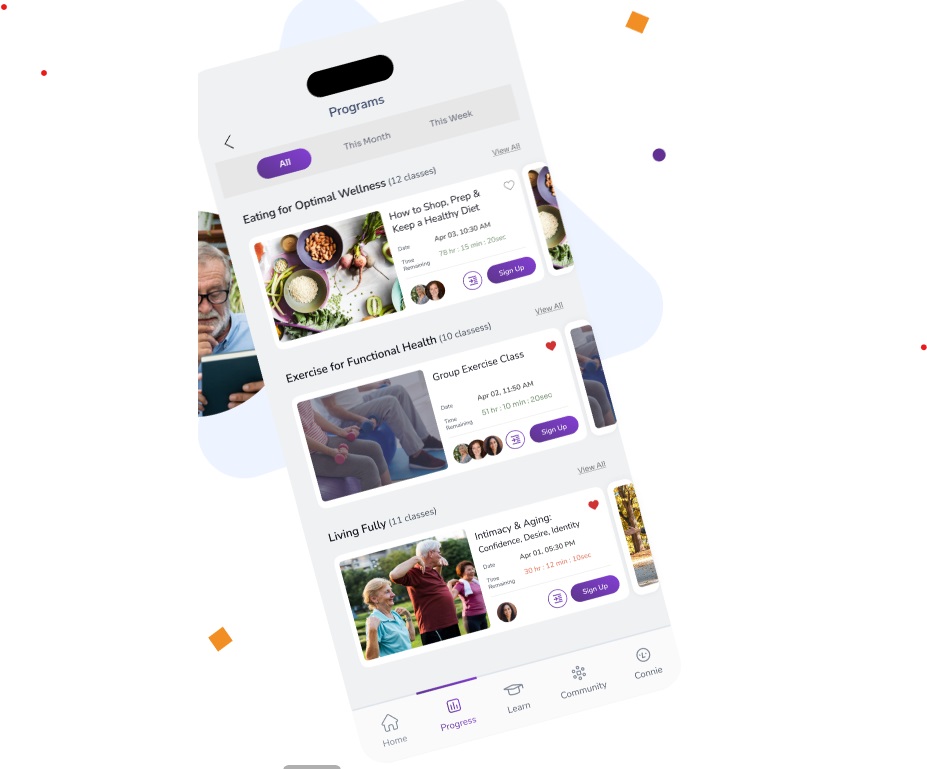 Programs
All
This Month
This Week
Eating for Optimal Wellness (12 classes)
View All
How to Shop, Prep &
Keep a Healthy Diet
Date
Apr 03, 10:30 AM
Time
Remaining
78 hr : 15 min : 20sec
Sign Up
Exercise for Functional Health (10 classess)
View All
Group Exercise Class
Date
Apr 02, 11:50 AM
Time
Remaining
51 hr : 10 min : 20sec
Sign Up
Living Fully (11 classes)
View All
Intimacy & Aging:
Confidence, Desire, Identity
Date
Apr 01, 05:30 PM
Time
Remaining
30 hr : 12 min : 10sec
Sign Up
Home
Progress
Learn
Community
Connie